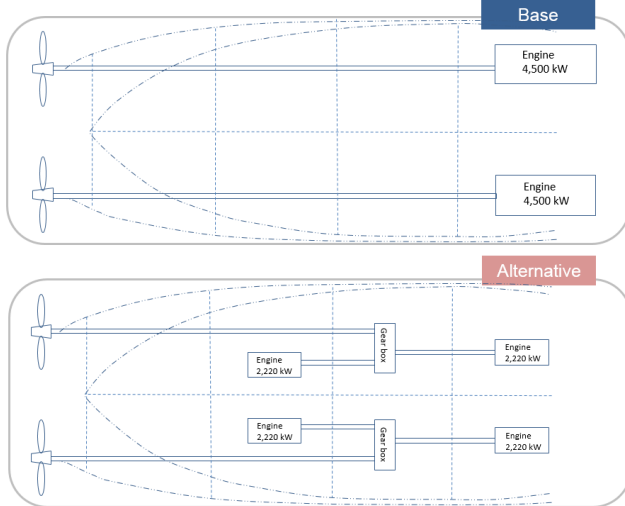 Base
Engine
4,500 kW
Engine
4,500 kW
Alternative
Gear box
Engine
2,220 kW
Engine
2,220 kW
Engine
2,220 kW
Gear box
Engine
2,220 kW